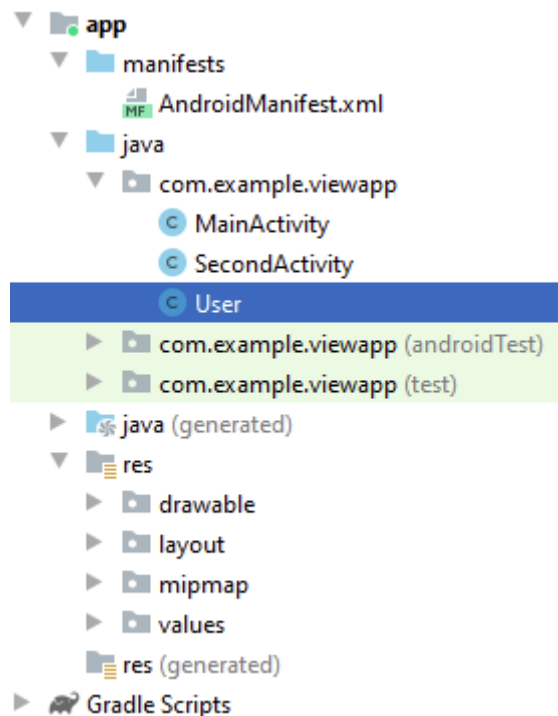 app
manifests
MF AndroidManifest.xml
java
com.example.viewapp
C MainActivity
C SecondActivity
C User
com.example.viewapp (androidTest)
com.example.viewapp (test)
java (generated)
res
drawable
layout
mipmap
values
res (generated)
Gradle Scripts